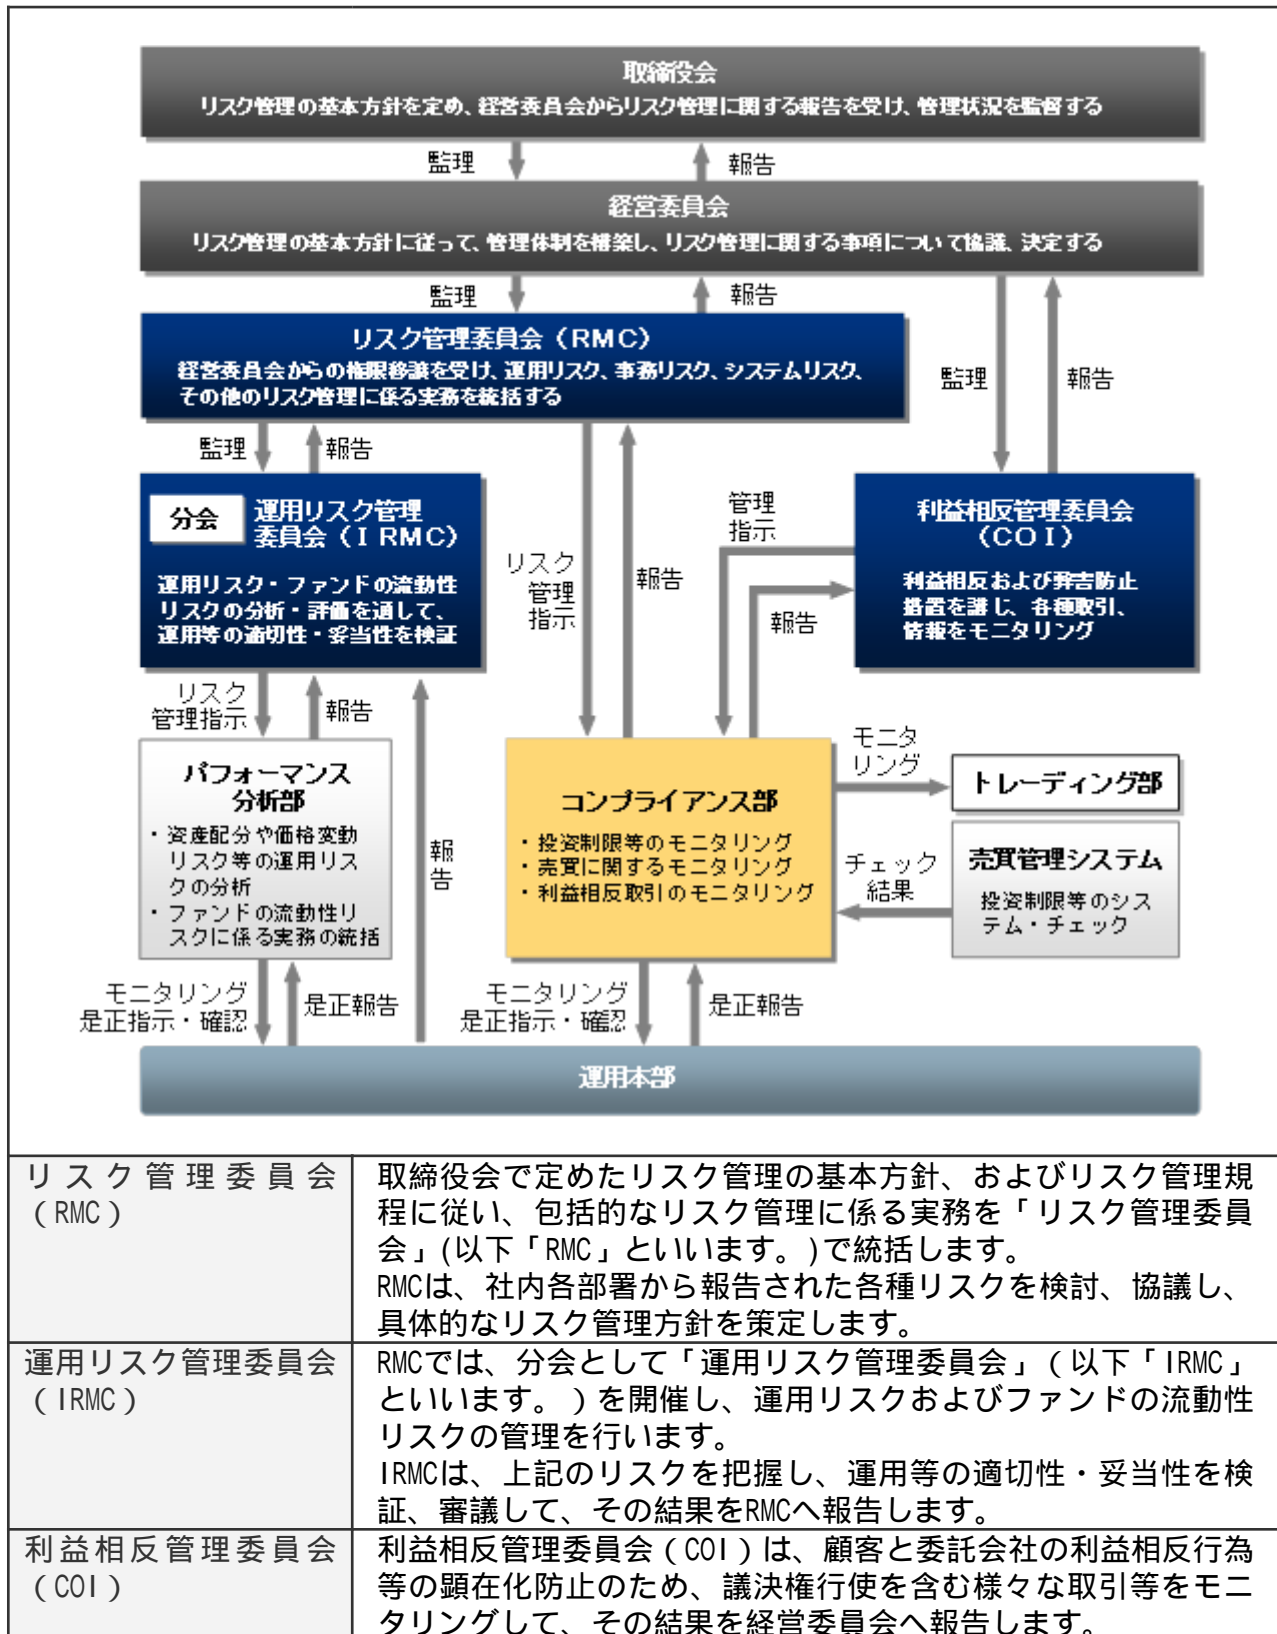 取締役会
リスク管理の基本方針を定め、経営委員会からリスク管理に関する報告を受け、管理状況を監督する
監理
報告
経営委員会
リスク管理の基本方針に従って、管理体制を構築し、リスク管理に関する事項について協議、決定する
監理
報告
リスク管理委員会（RMC）
経営委員会からの権限移譲を受け、運用リスク、事務リスク、システムリスク、
その他のリスク管理に係る実務を統括する
監理
報告
監理
報告
分会
運用リスク管理
委員会（IRMC）
運用リスク・ファンドの流動性
リスクの分析・評価を通して、
運用等の適切性・妥当性を検証
リスク
管理
指示
報告
管理
指示
報告
利益相反管理委員会
（COI）
利益相反および弊害防止
措置を講じ、各種取引、
情報をモニタリング
リスク
管理指示
報告
パフォーマンス
分析部
・資産配分や価格変動
リスク等の運用リス
クの分析
・ファンドの流動性リ
スクに係る実務の統括
報
告
コンプライアンス部
・投資制限等のモニタリング
・売買に関するモニタリング
・利益相反取引のモニタリング
モニタ
リング
トレーディング部
チェック
結果
売買管理システム
投資制限等のシス
テム・チェック
モニタリング
是正指示・確認
是正報告
モニタリング
是正指示・確認
是正報告
運用本部
リスク管理委員会
（RMC）
取締役会で定めたリスク管理の基本方針、およびリスク管理規
程に従い、包括的なリスク管理に係る実務を「リスク管理委員
会」(以下「RMC」といいます。)で統括します。
RMCは、社内各部署から報告された各種リスクを検討、協議し、
具体的なリスク管理方針を策定します。
運用リスク管理委員会
（IRMC）
RMCでは、分会として「運用リスク管理委員会」（以下「IRMC」
といいます。）を開催し、運用リスクおよびファンドの流動性
リスクの管理を行います。
IRMCは、上記のリスクを把握し、運用等の適切性・妥当性を検
証、審議して、その結果をRMCへ報告します。
利益相反管理委員会
（COI）
利益相反管理委員会（COI）は、顧客と委託会社の利益相反行為
等の顕在化防止のため、議決権行使を含む様々な取引等をモニ
タリングして、その結果を経営委員会へ報告します。